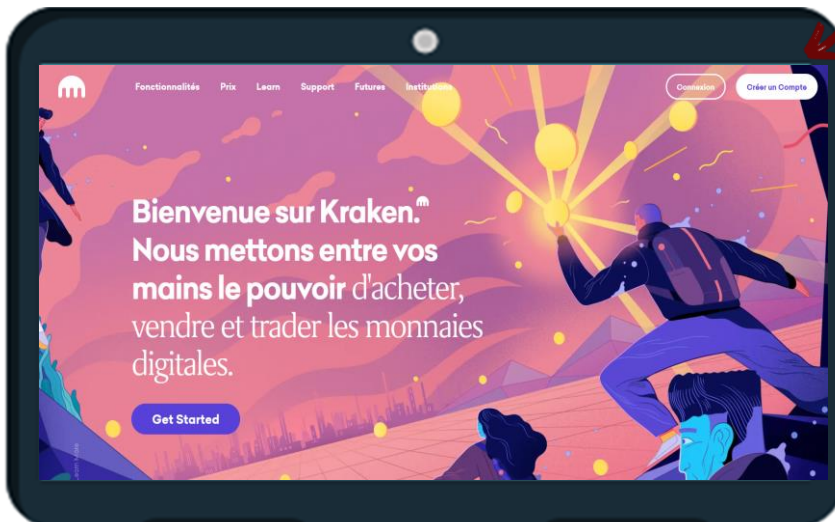 Fonctionnalités Prix Learn Support Futures Institutions Connexion Créer un Compte
Bienvenue sur Kraken.
Nous mettons entre vos
mains le pouvoir d'acheter,
vendre et trader les monnaies
digitales.
Get Started